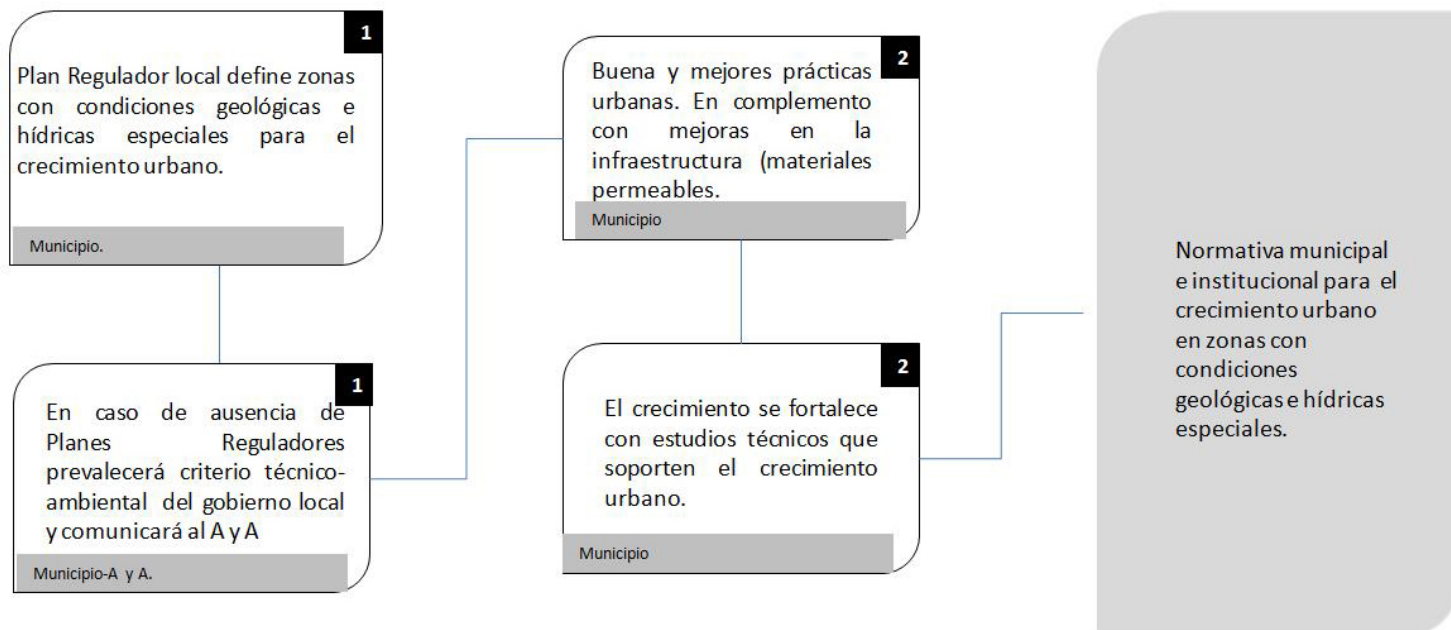 1
Plan Regulador local define zonas
con condiciones geológicas e
hídricas especiales para el
crecimiento urbano.
Municipio.
1
En caso de ausencia de
Planes Reguladores
prevalecerá criterio técnico-
ambiental del gobierno local
y comunicará al A y A
Municipio-A y A.
2
Buena y mejores prácticas
urbanas. En complemento
con mejoras en la
infraestructura (materiales
permeables.
Municipio
2
El crecimiento se fortalece
con estudios técnicos que
soporten el crecimiento
urbano.
Municipio
Normativa municipal
e institucional para el
crecimiento urbano
en zonas con
condiciones
geológicas e hídricas
especiales.